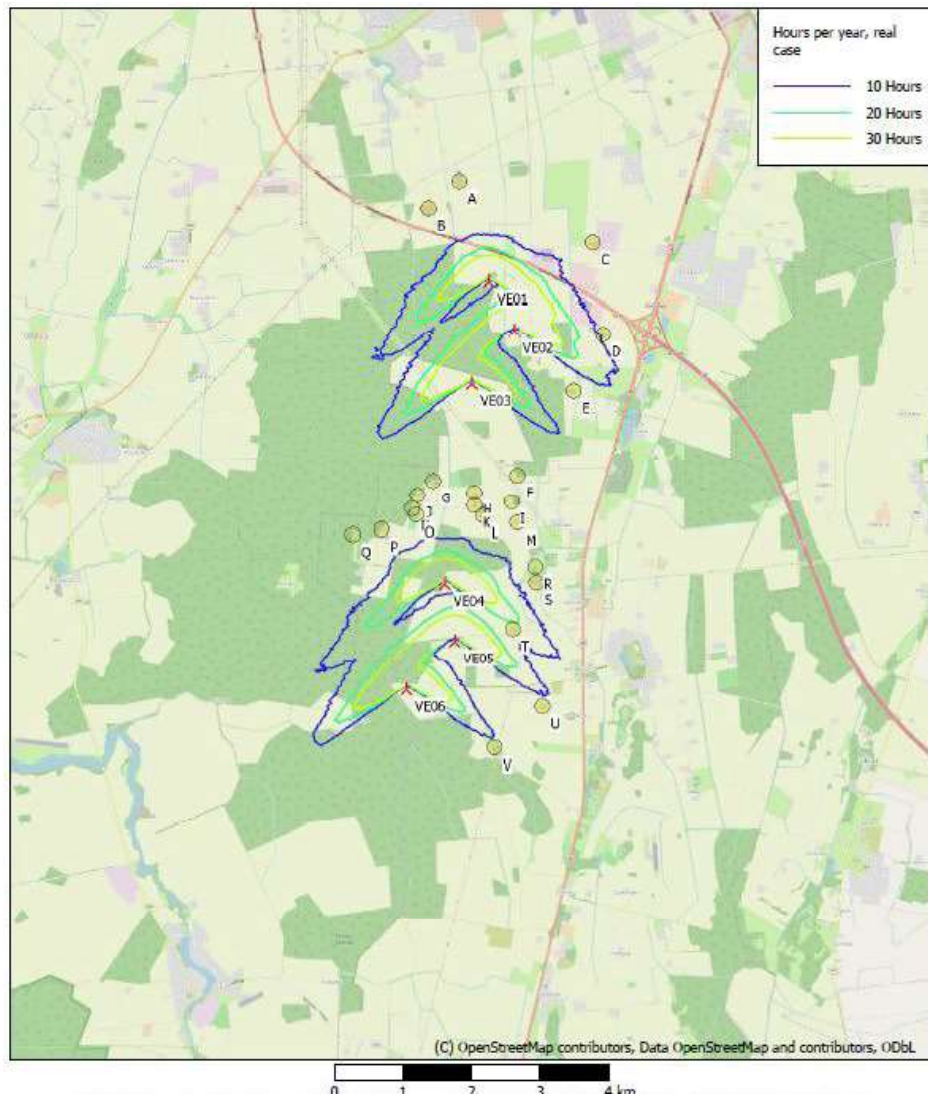 Hours per year, real
case
10 Hours
20 Hours
30 Hours
A
B
C
VE01
D
VE02
VE03
E
F
G
J
H
I
K
L
O
M
P
Q
R
S
VE04
T
VE05
VE06
U
V
(C) OpenStreetMap contributors, Data OpenStreetMap and contributors, ODbL
0 1 2 3 4 km